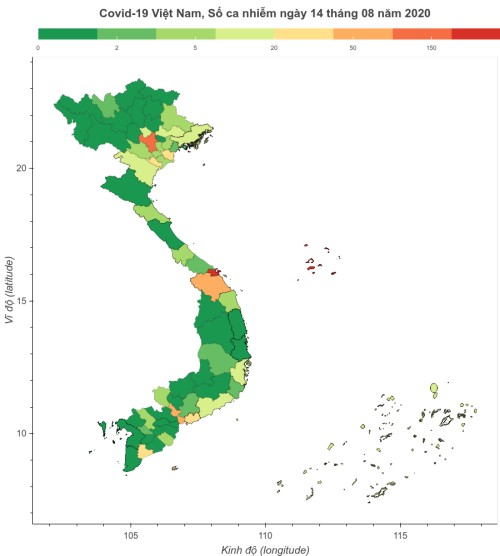 Covid-19 Việt Nam, Số ca nhiễm ngày 14 tháng 08 năm 2020
0 2 5 20 50 150
Vĩ độ (latitude)
20
15
10
105 110 115
Kinh độ (longitude)